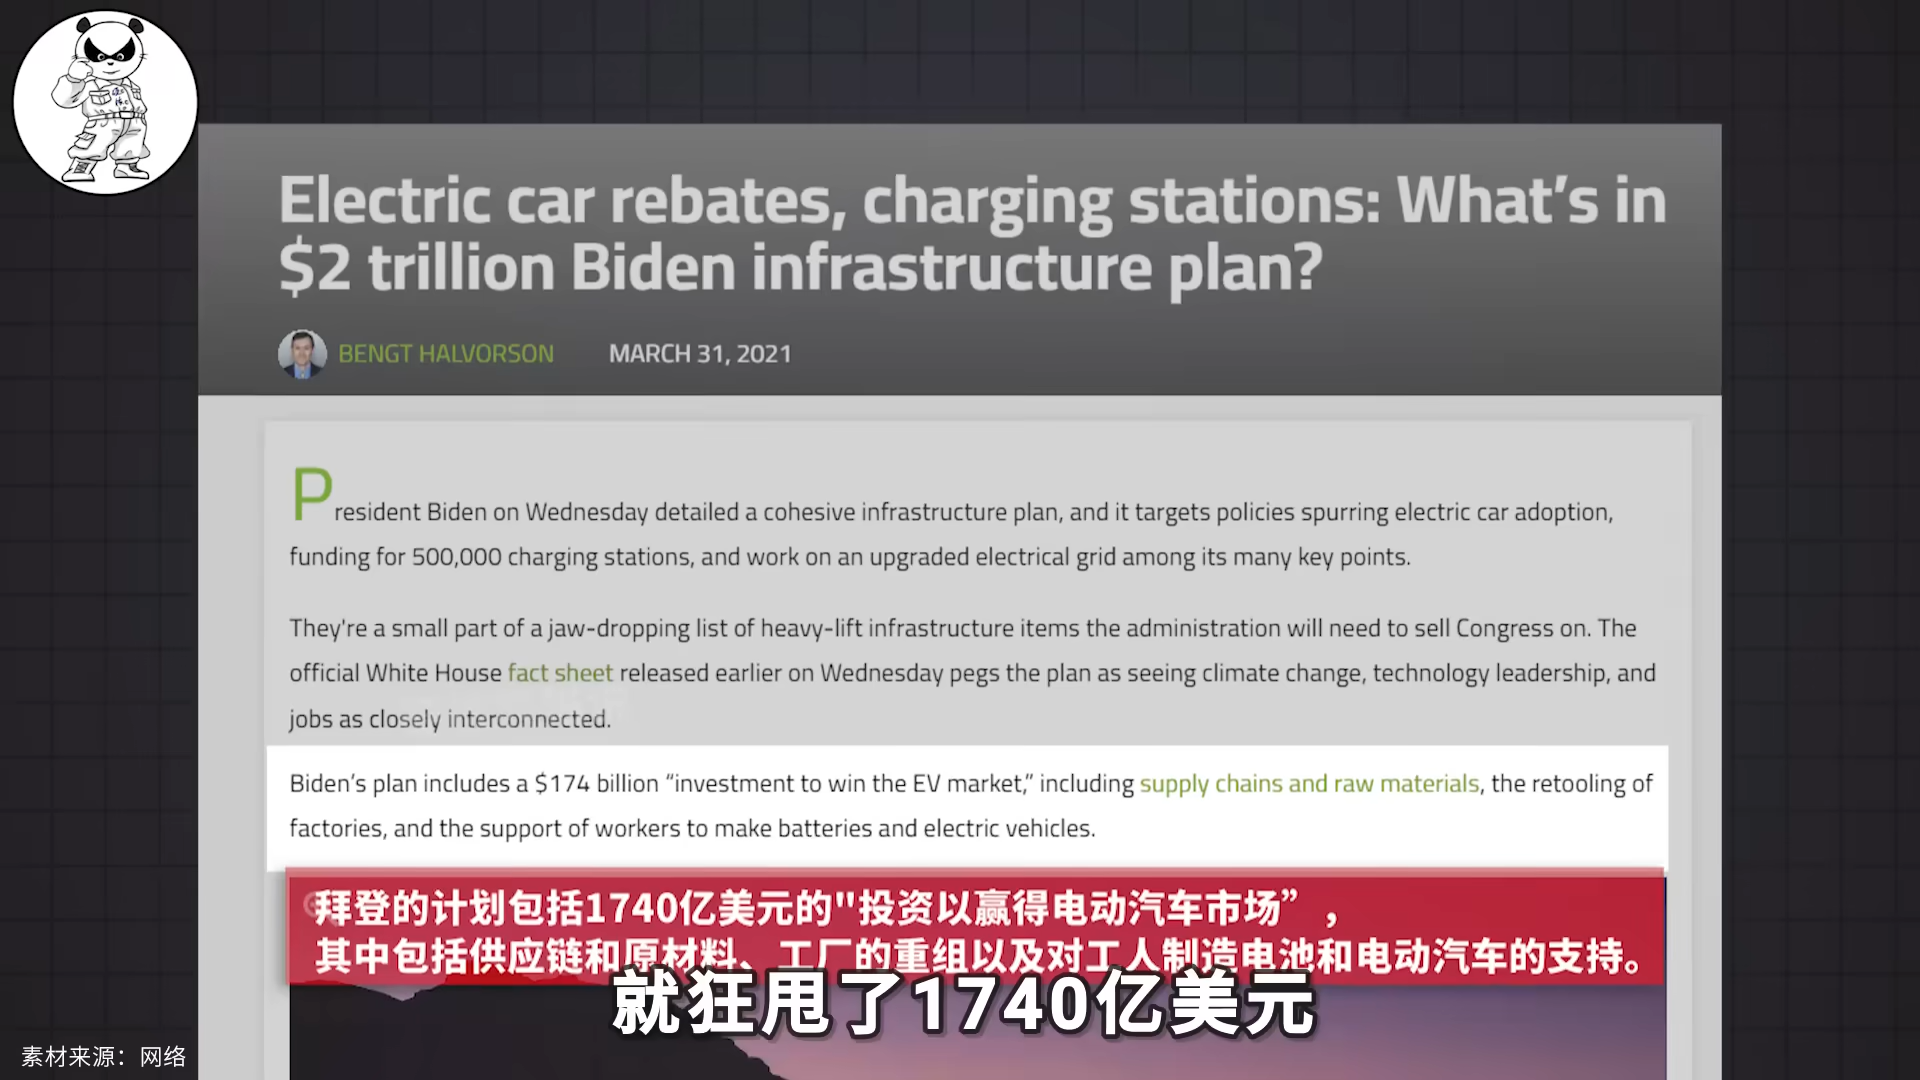 Electric car rebates, charging stations: What's in
$2 trillion Biden infrastructure plan?
BENGT HALVORSON MARCH 31, 2021
President Biden on Wednesday detailed a cohesive infrastructure plan, and it targets policies spurring electric car adoption,
funding for 500,000 charging stations, and work on an upgraded electrical grid among its many key points.
They're a small part of a jaw-dropping list of heavy-lift infrastructure items the administration will need to sell Congress on. The
official White House fact sheet released earlier on Wednesday pegs the plan as seeing climate change, technology leadership, and
jobs as closely interconnected.
Biden's plan includes a $174 billion “investment to win the EV market,” including supply chains and raw materials, the retooling of
factories, and the support of workers to make batteries and electric vehicles.
拜登的计划包括1740亿美元的"投资以赢得电动汽车市场”，
其中包括供应链和原材料、工厂的重组以及对工人制造电池和电动汽车的支持。
就狂甩了1740亿美元
素材来源：网络